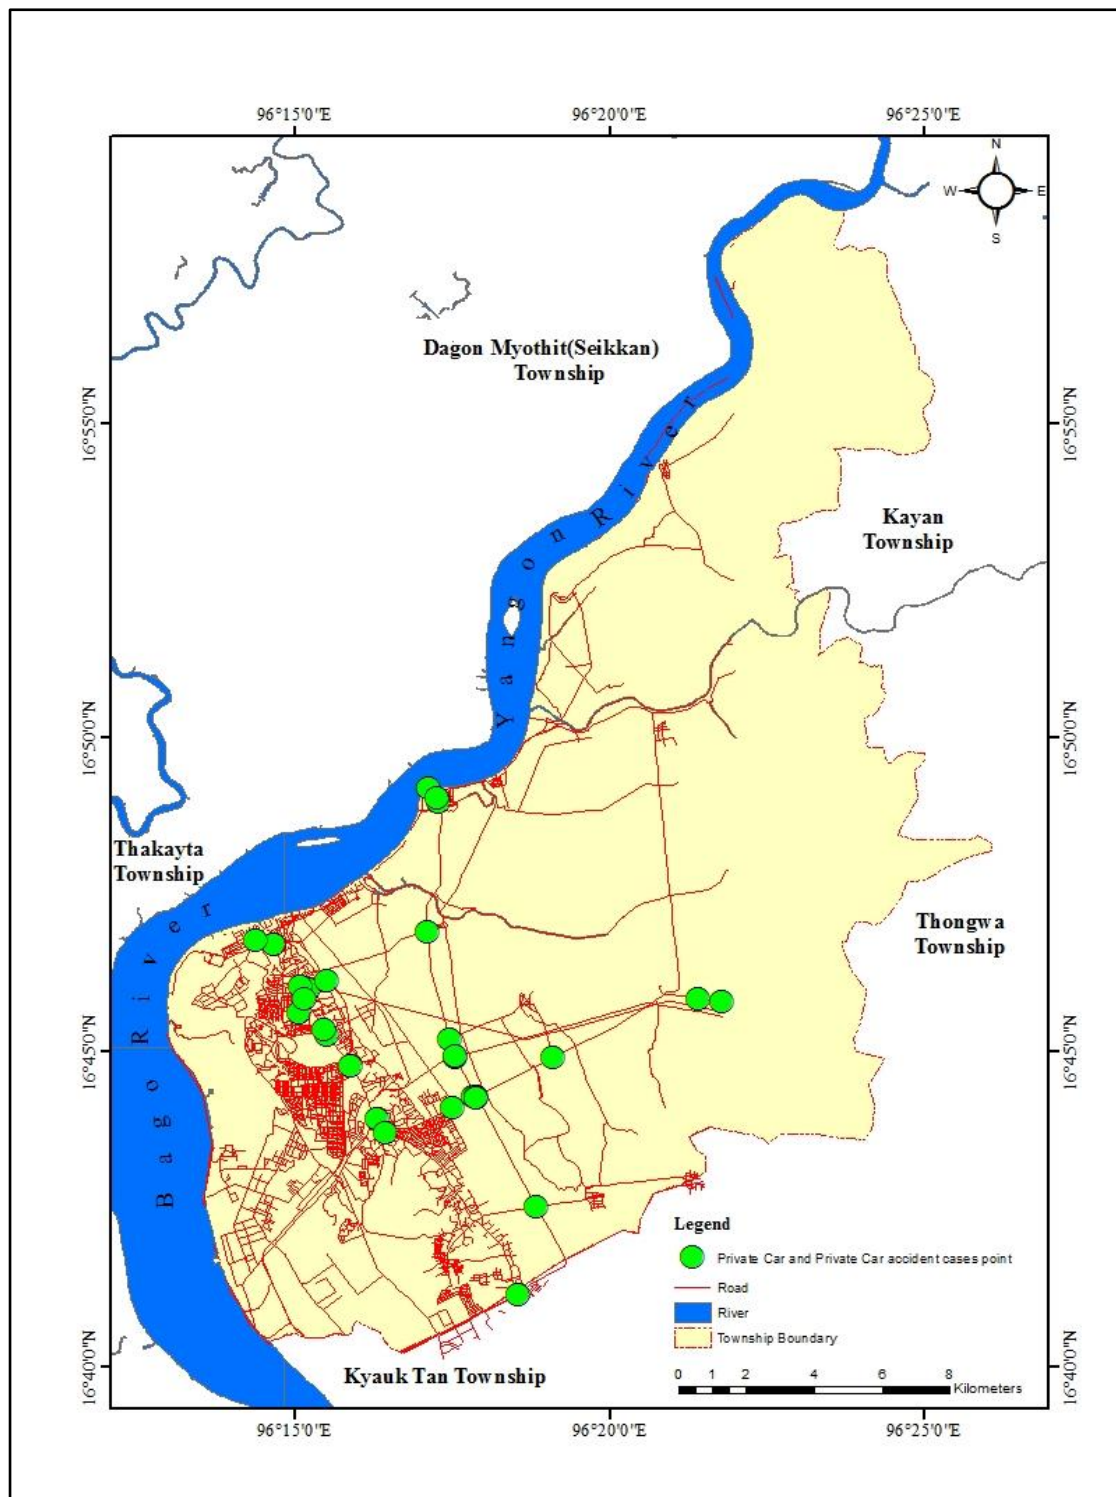 96°15'0"E
96°20'0"E
96°25'0"E
N
W
E
S
Dagon Myothit(Seikkan)
Township
16°55'0"N
16°55'0"N
Kayan
Township
Yangon River
16°50'0"N
16°50'0"N
Thakayta
Township
Thongwa
Township
Bago River
16°45'0"N
16°45'0"N
Legend
Private Car and Private Car accident cases point
Road
River
Township Boundary
16°40'0"N
16°40'0"N
Kyauk Tan Township
0 1 2 4 6 8
Kilometers
96°15'0"E
96°20'0"E
96°25'0"E